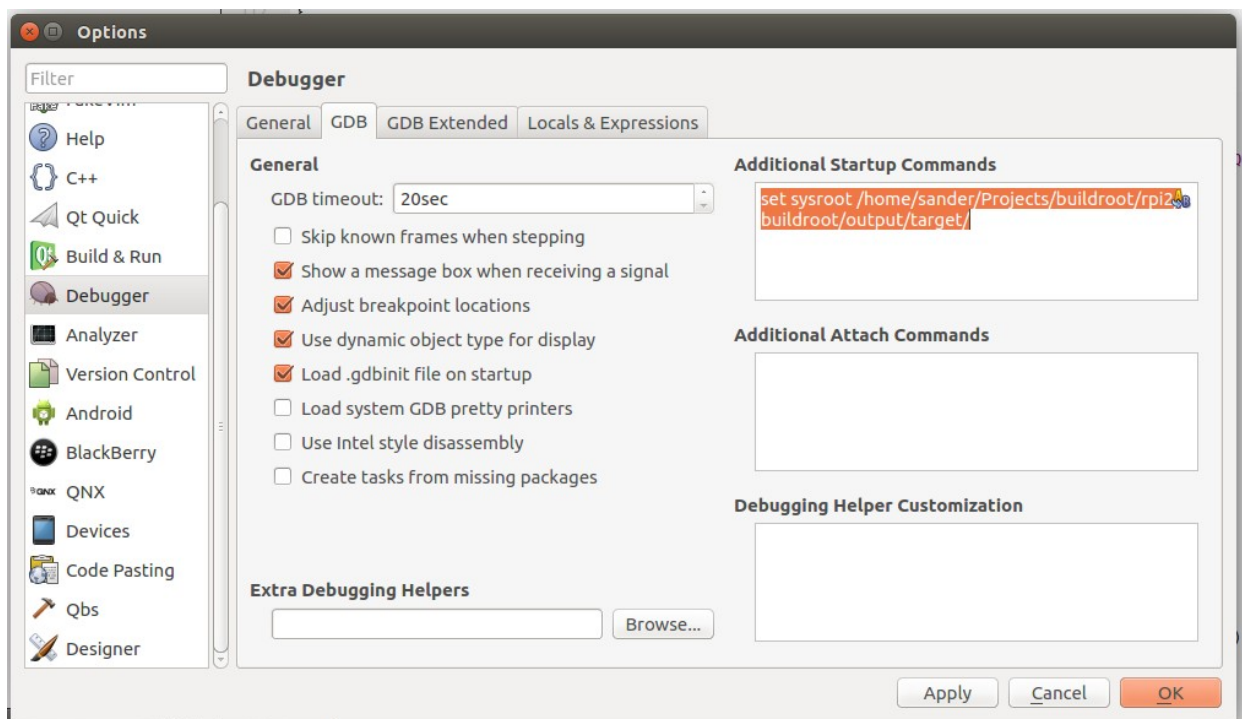 Options
Filter
Debugger
FakeVim
Help
C++
Qt Quick
Build & Run
Debugger
Analyzer
Version Control
Android
BlackBerry
QNX
Devices
Code Pasting
Qbs
Designer
General
GDB
GDB Extended
Locals & Expressions
General
GDB timeout: 20sec
Skip known frames when stepping
Show a message box when receiving a signal
Adjust breakpoint locations
Use dynamic object type for display
Load .gdbinit file on startup
Load system GDB pretty printers
Use Intel style disassembly
Create tasks from missing packages
Extra Debugging Helpers
Browse...
Additional Startup Commands
set sysroot /home/sander/Projects/buildroot/rpi2
buildroot/output/target/
Additional Attach Commands
Debugging Helper Customization
Apply
Cancel
OK